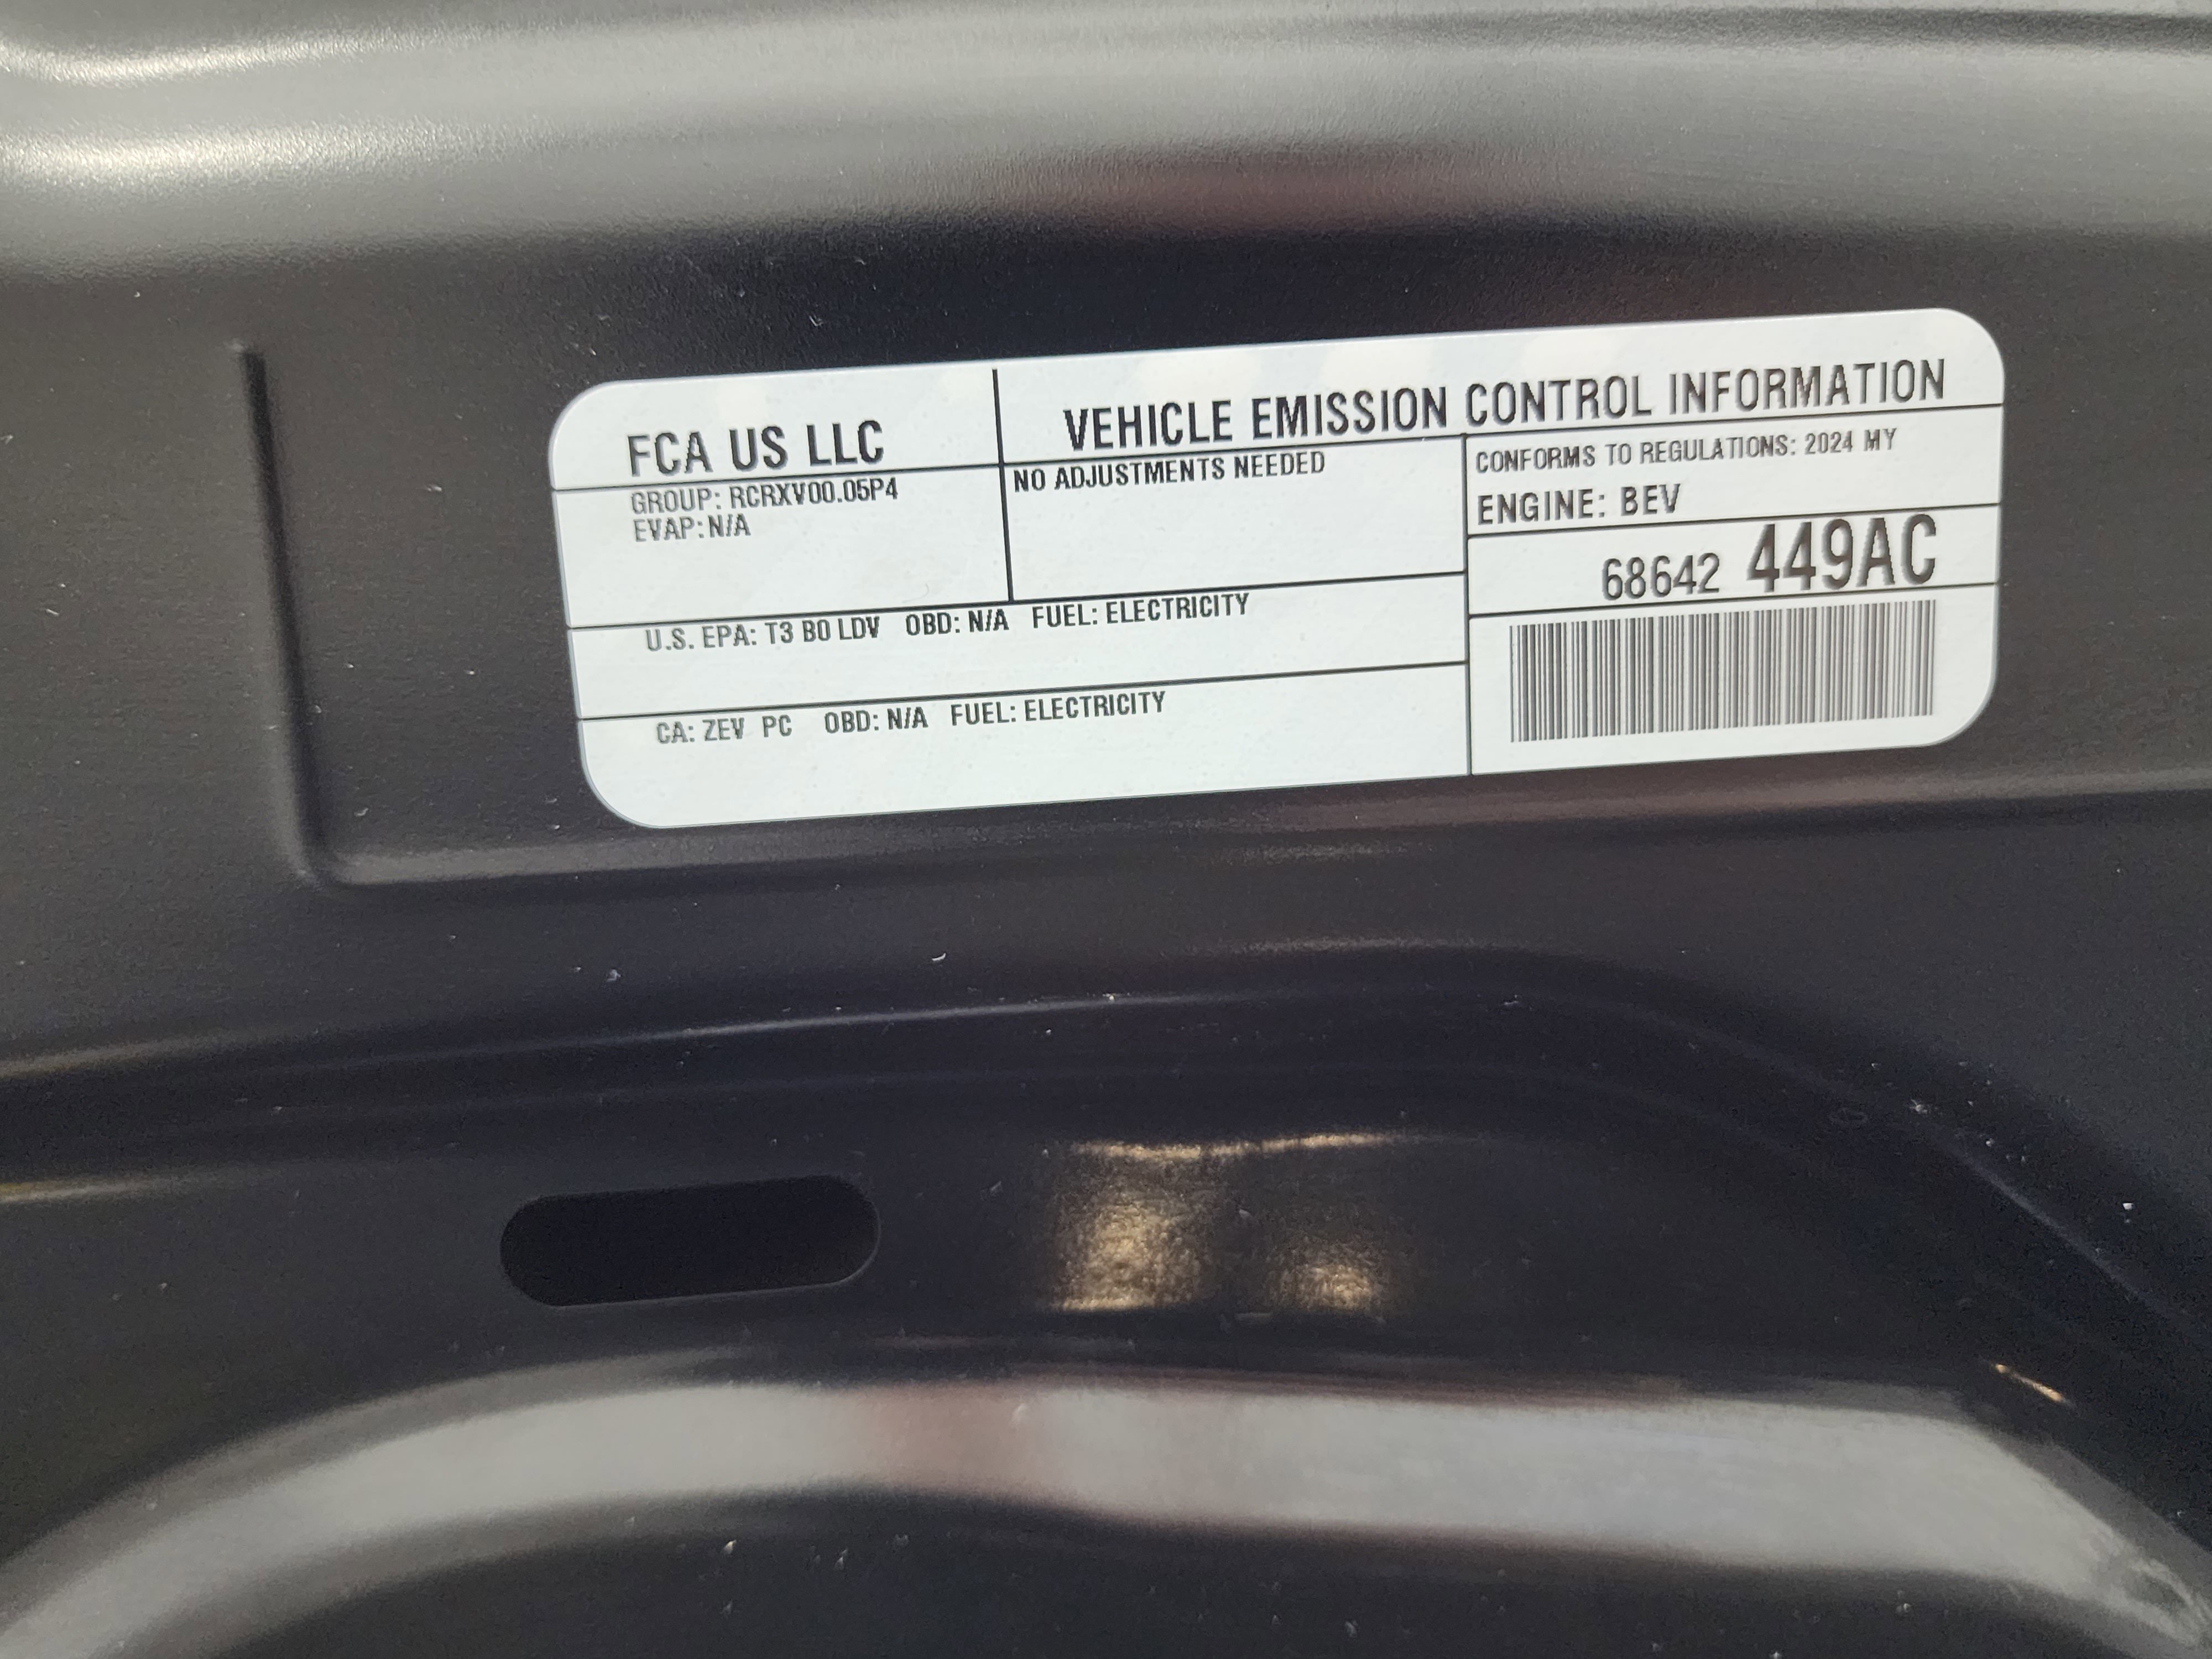 FCA US LLC
VEHICLE EMISSION CONTROL INFORMATION
GROUP: RCRXV00.05P4
EVAP: N/A
NO ADJUSTMENTS NEEDED
CONFORMS TO REGULATIONS: 2024 MY
ENGINE: BEV
68642 449AC
U.S. EPA: T3 B0 LDV OBD: N/A FUEL: ELECTRICITY
CA: ZEV PC OBD: N/A FUEL: ELECTRICITY